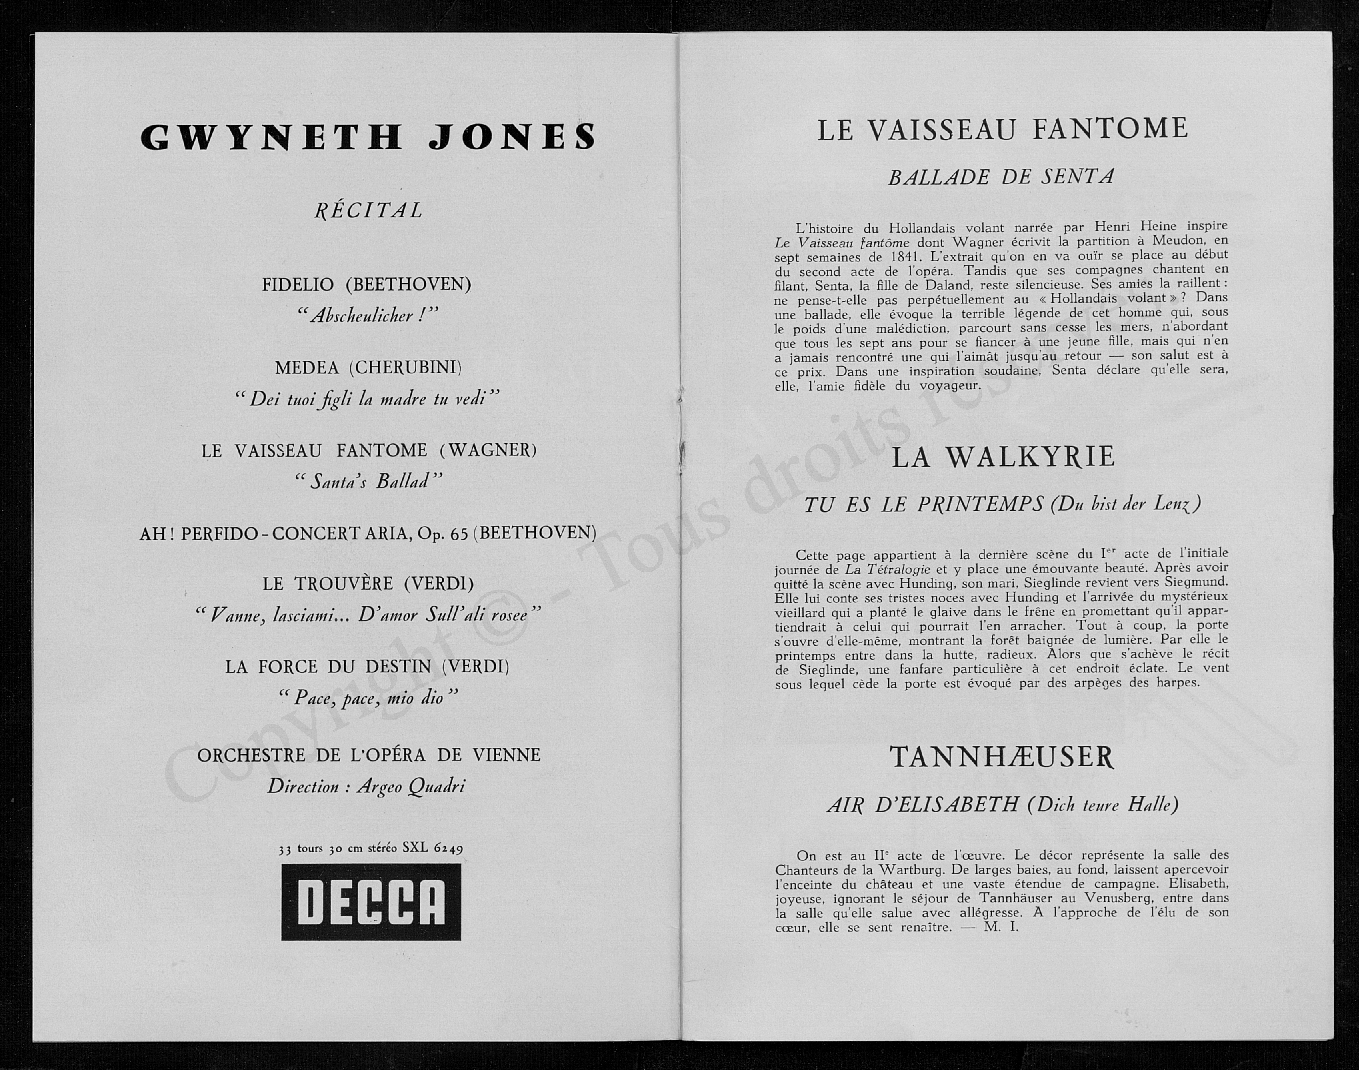 GWYNETH JONES
RÉCITAL
FIDELIO (BEETHOVEN)
“Abscheulicher !”
MEDEA (CHERUBINI)
“Dei tuoi figli la madre tu vedi”
LE VAISSEAU FANTOME (WAGNER)
“Santa’s Ballad”
AH ! PERFIDO - CONCERT ARIA, Op. 65 (BEETHOVEN)
LE TROUVÈRE (VERDI)
“Vanne, lasciami... D’amor Sull’ali rosee”
LA FORCE DU DESTIN (VERDI)
“Pace, pace, mio dio”
ORCHESTRE DE L’OPÉRA DE VIENNE
Direction : Argeo Quadri
33 tours 30 cm stéréo SXL 6249
DECCA
LE VAISSEAU FANTOME
BALLADE DE SENTA
L’histoire du Hollandais volant narrée par Henri Heine inspire
Le Vaisseau fantôme dont Wagner écrivit la partition à Meudon, en
sept semaines de 1841. L’extrait qu’on en va ouïr se place au début
du second acte de l’opéra. Tandis que ses compagnes chantent en
filant, Senta, la fille de Daland, reste silencieuse. Ses amies la raillent :
ne pense-t-elle pas perpétuellement au « Hollandais volant » ? Dans
une ballade, elle évoque la terrible légende de cet homme qui, sous
le poids d’une malédiction, parcourt sans cesse les mers, n’abordant
que tous les sept ans pour se fiancer à une jeune fille, mais qui n’en
a jamais rencontré une qui l’aimât jusqu’au retour — son salut est à
ce prix. Dans une inspiration soudaine, Senta déclare qu’elle sera,
elle, l’amie fidèle du voyageur.
LA WALKYRIE
TU ES LE PRINTEMPS (Du bist der Lenz)
Cette page appartient à la dernière scène du Ier acte de l’initiale
journée de La Tétralogie et y place une émouvante beauté. Après avoir
quitté la scène avec Hunding, son mari, Sieglinde revient vers Siegmund.
Elle lui conte ses tristes noces avec Hunding et l’arrivée du mystérieux
vieillard qui a planté le glaive dans le frêne en promettant qu’il appar-
tiendrait à celui qui pourrait l’en arracher. Tout à coup, la porte
s’ouvre d’elle-même, montrant la forêt baignée de lumière. Par elle le
printemps entre dans la hutte, radieux. Alors que s’achève le récit
de Sieglinde, une fanfare particulière à cet endroit éclate. Le vent
sous lequel cède la porte est évoqué par des arpèges des harpes.
TANNHÆUSER
AIR D’ELISABETH (Dich teure Halle)
On est au IIe acte de l’œuvre. Le décor représente la salle des
Chanteurs de la Wartburg. De larges baies, au fond, laissent apercevoir
l’enceinte du château et une vaste étendue de campagne. Elisabeth,
joyeuse, ignorant le séjour de Tannhäuser au Venusberg, entre dans
la salle qu’elle salue avec allégresse. A l’approche de l’élu de son
cœur, elle se sent renaître. — M. I.
Copyright © - Tous droits réservés